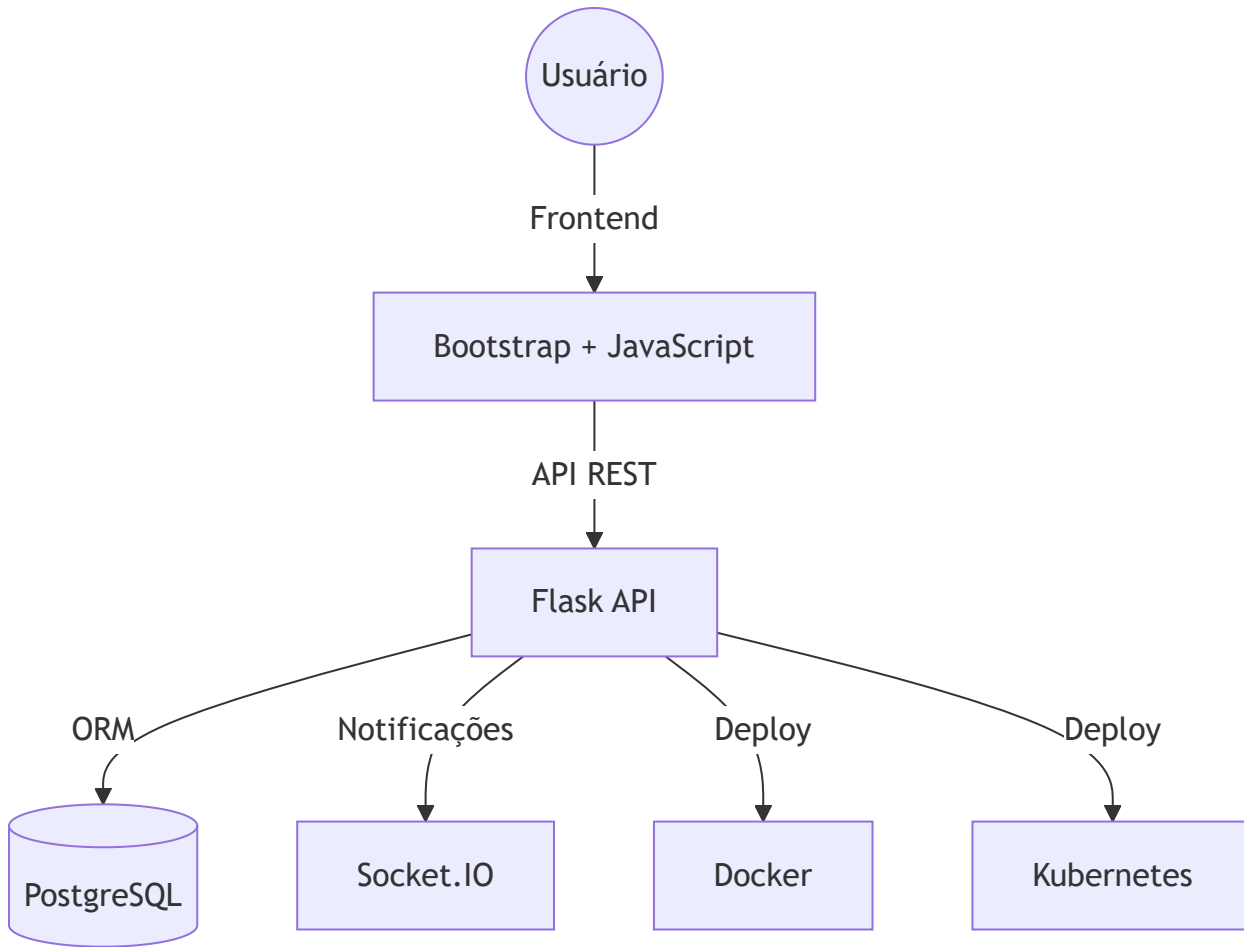 Usuário
Frontend
Bootstrap + JavaScript
API REST
Flask API
ORM
Notificações
Deploy
Deploy
PostgreSQL
Socket.IO
Docker
Kubernetes